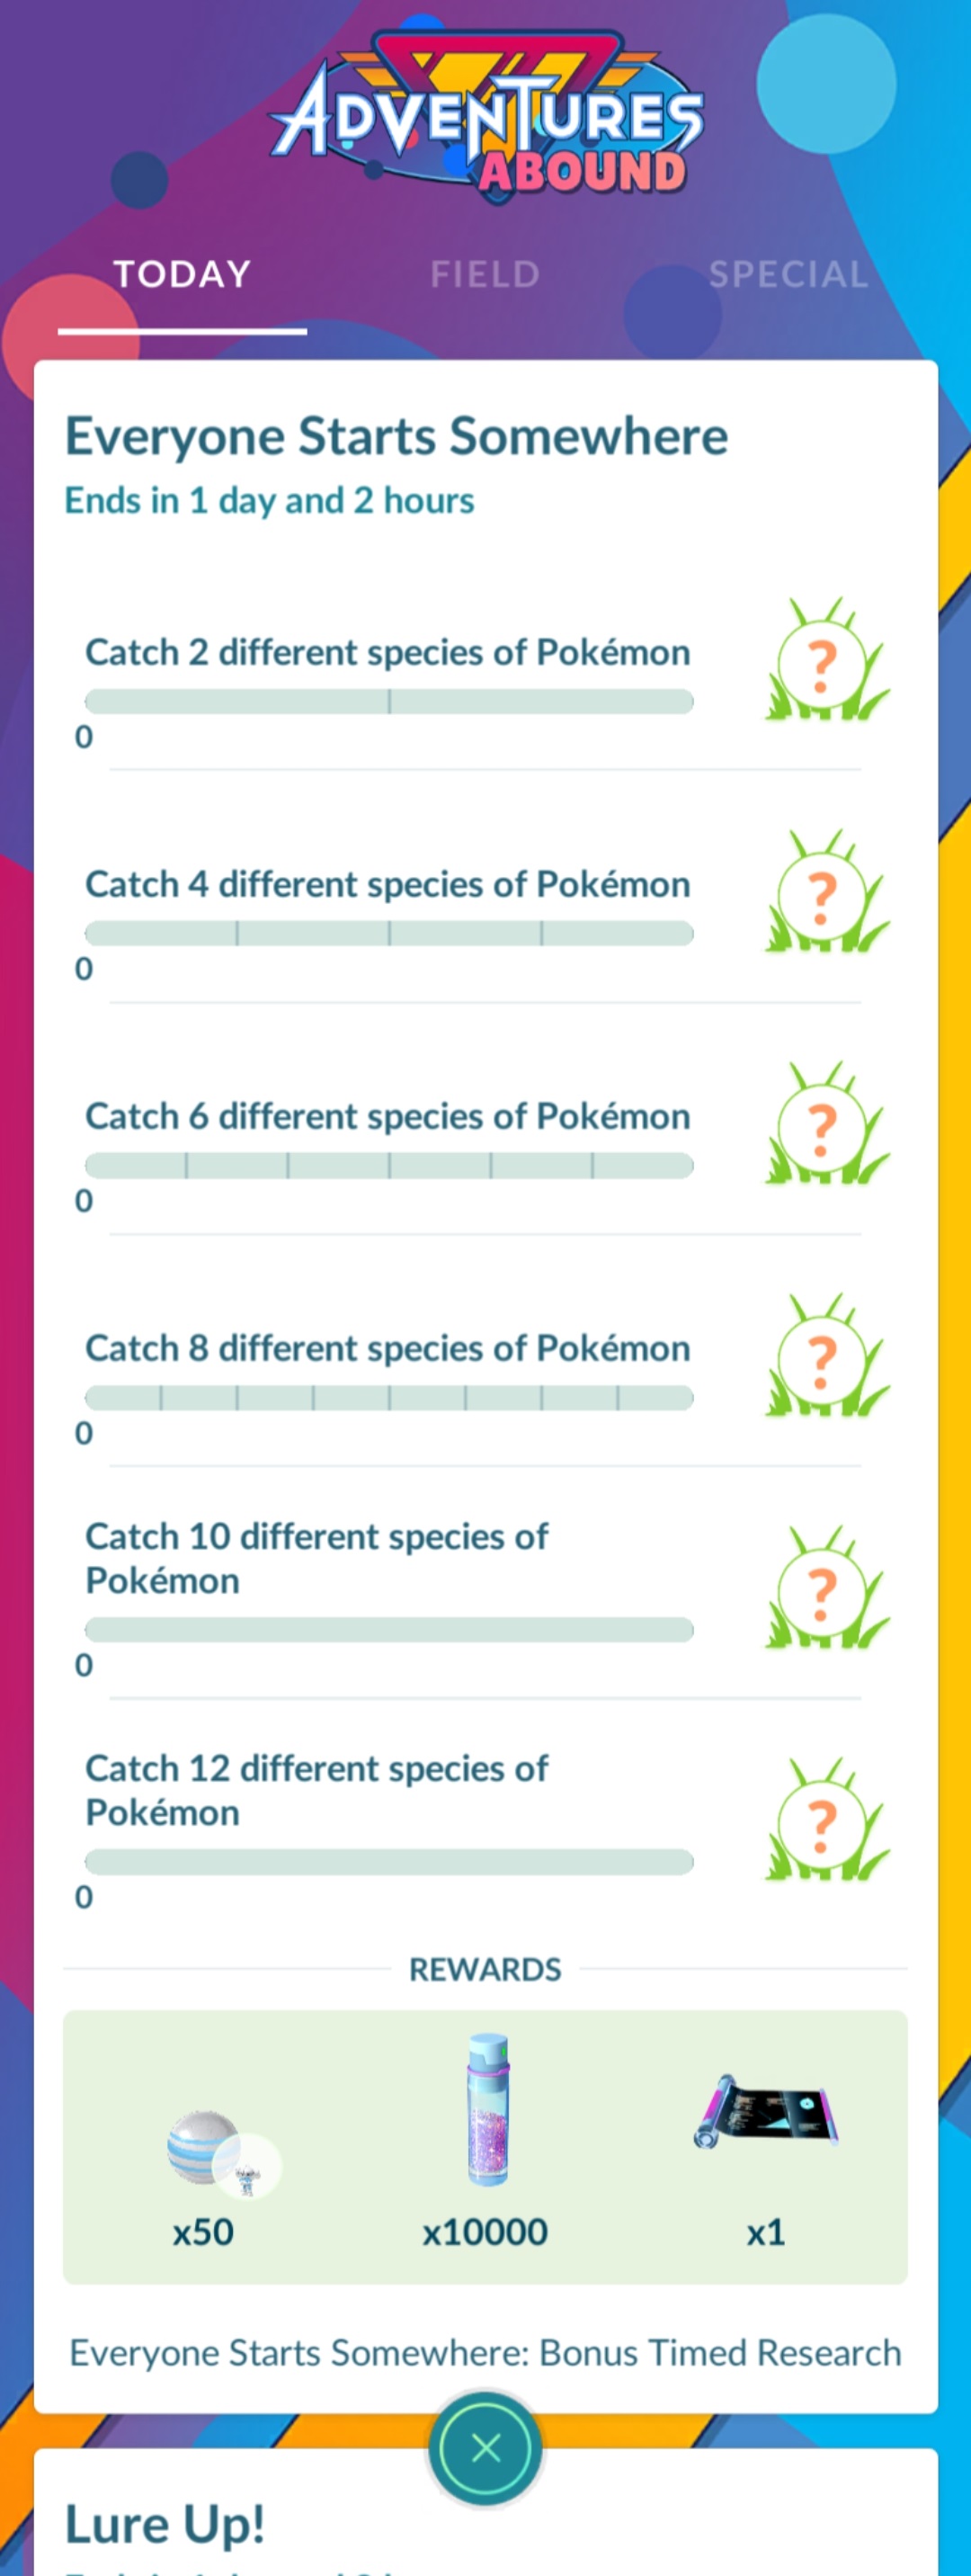 ADVENTURES
ABOUND
TODAY
FIELD
SPECIAL
Everyone Starts Somewhere
Ends in 1 day and 2 hours
Catch 2 different species of Pokémon
?
0
Catch 4 different species of Pokémon
?
0
Catch 6 different species of Pokémon
?
0
Catch 8 different species of Pokémon
?
0
Catch 10 different species of
Pokémon
?
0
Catch 12 different species of
Pokémon
?
0
REWARDS
x50
x10000
x1
Everyone Starts Somewhere: Bonus Timed Research
Lure Up!